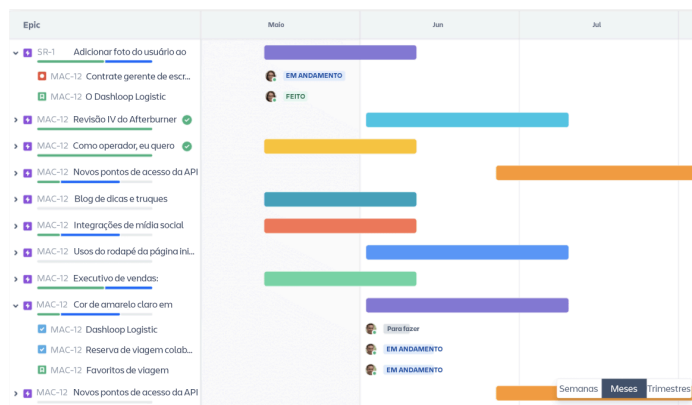 Epic Maio Jun Jul
SR-1 Adicionar foto do usuário ao
MAC-12 Contrate gerente de escr... EM ANDAMENTO
MAC-12 O Dashloop Logistic FEITO
MAC-12 Revisão IV do Afterburner
MAC-12 Como operador, eu quero
MAC-12 Novos pontos de acesso da API
MAC-12 Blog de dicas e truques
MAC-12 Integrações de mídia social
MAC-12 Usos do rodapé da página ini...
MAC-12 Executivo de vendas:
MAC-12 Cor de amarelo claro em
MAC-12 Dashloop Logistic Para fazer
MAC-12 Reserva de viagem colab... EM ANDAMENTO
MAC-12 Favoritos de viagem EM ANDAMENTO
MAC-12 Novos pontos de acesso da API
Semanas Meses Trimestres